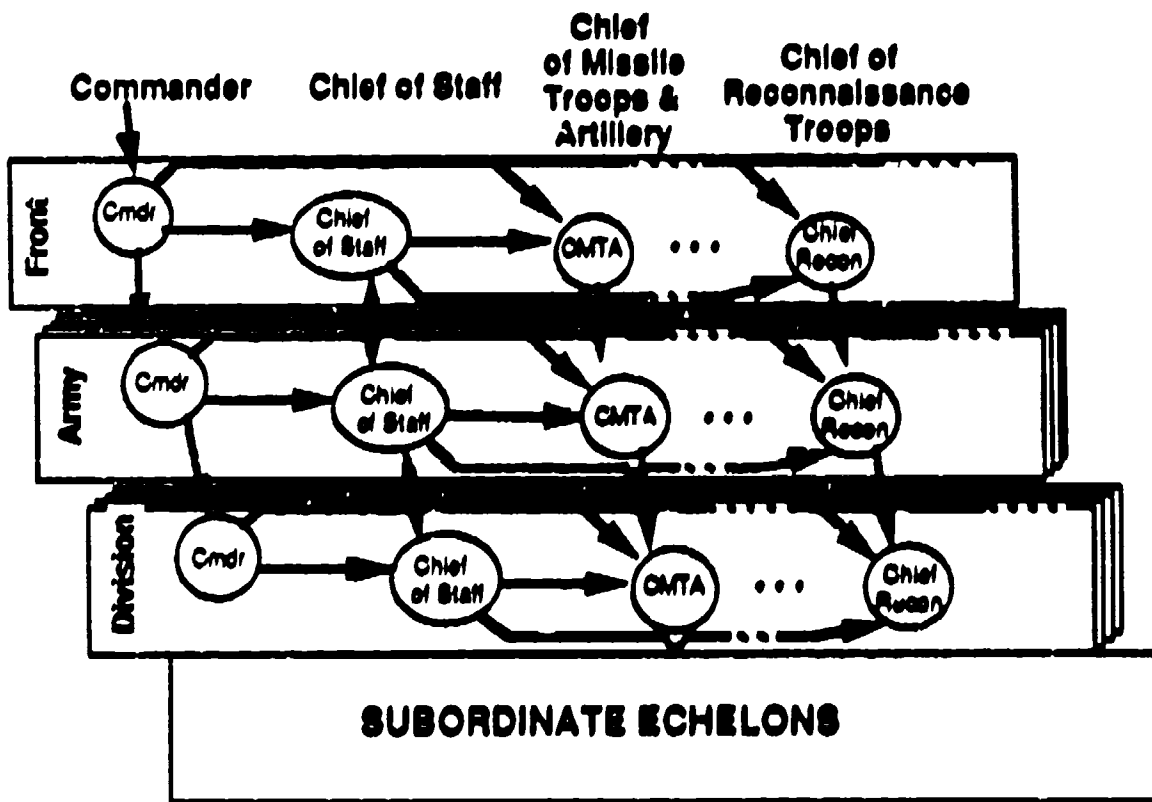 Commander
Chief of Staff
Chief
of Missile
Troops &
Artillery
Chief of
Reconnaissance
Troops
Front
Cmdr
Chief
of Staff
CMTA
• • •
Chief
Recon
Army
Cmdr
Chief
of Staff
CMTA
• • •
Chief
Recon
Division
Cmdr
Chief
of Staff
CMTA
• • •
Chief
Recon
SUBORDINATE ECHELONS